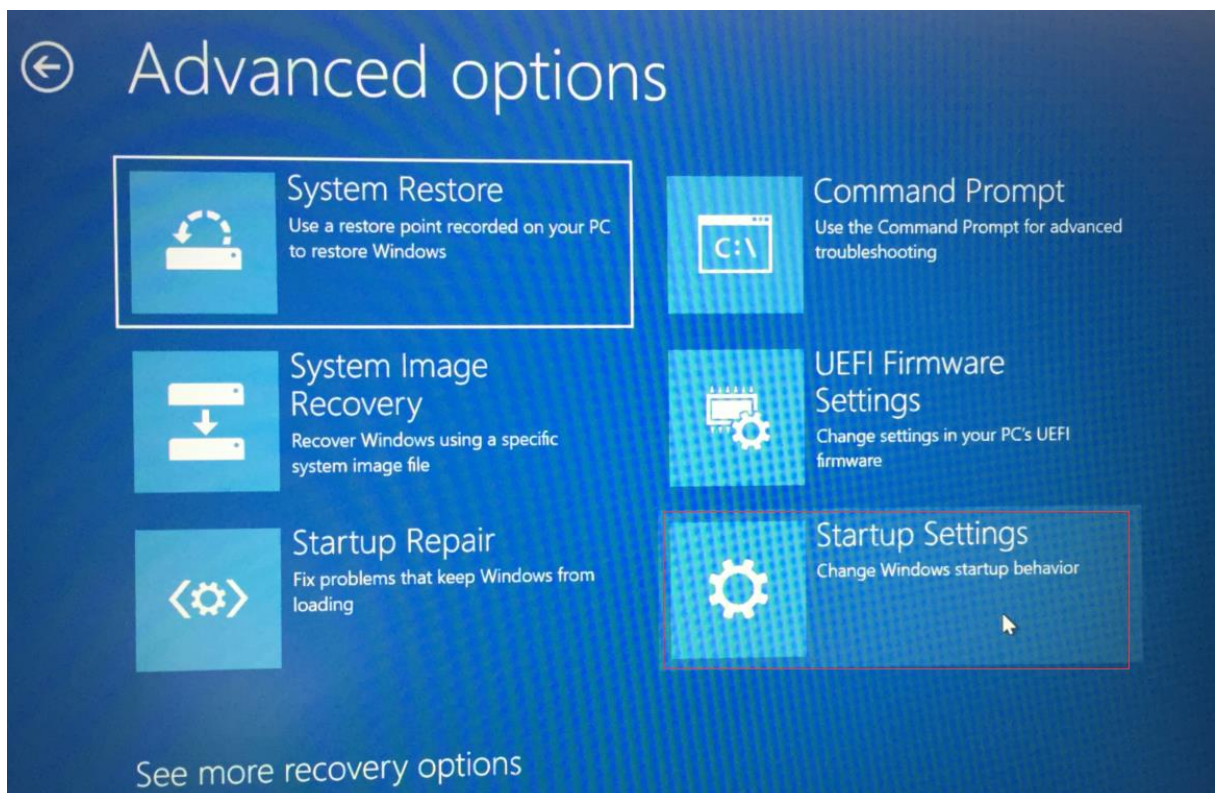 Advanced options
System Restore
Use a restore point recorded on your PC
to restore Windows
Command Prompt
Use the Command Prompt for advanced
troubleshooting
C:\
System Image
Recovery
Recover Windows using a specific
system image file
UEFI Firmware
Settings
Change settings in your PC's UEFI
firmware
Startup Repair
Fix problems that keep Windows from
loading
Startup Settings
Change Windows startup behavior
See more recovery options